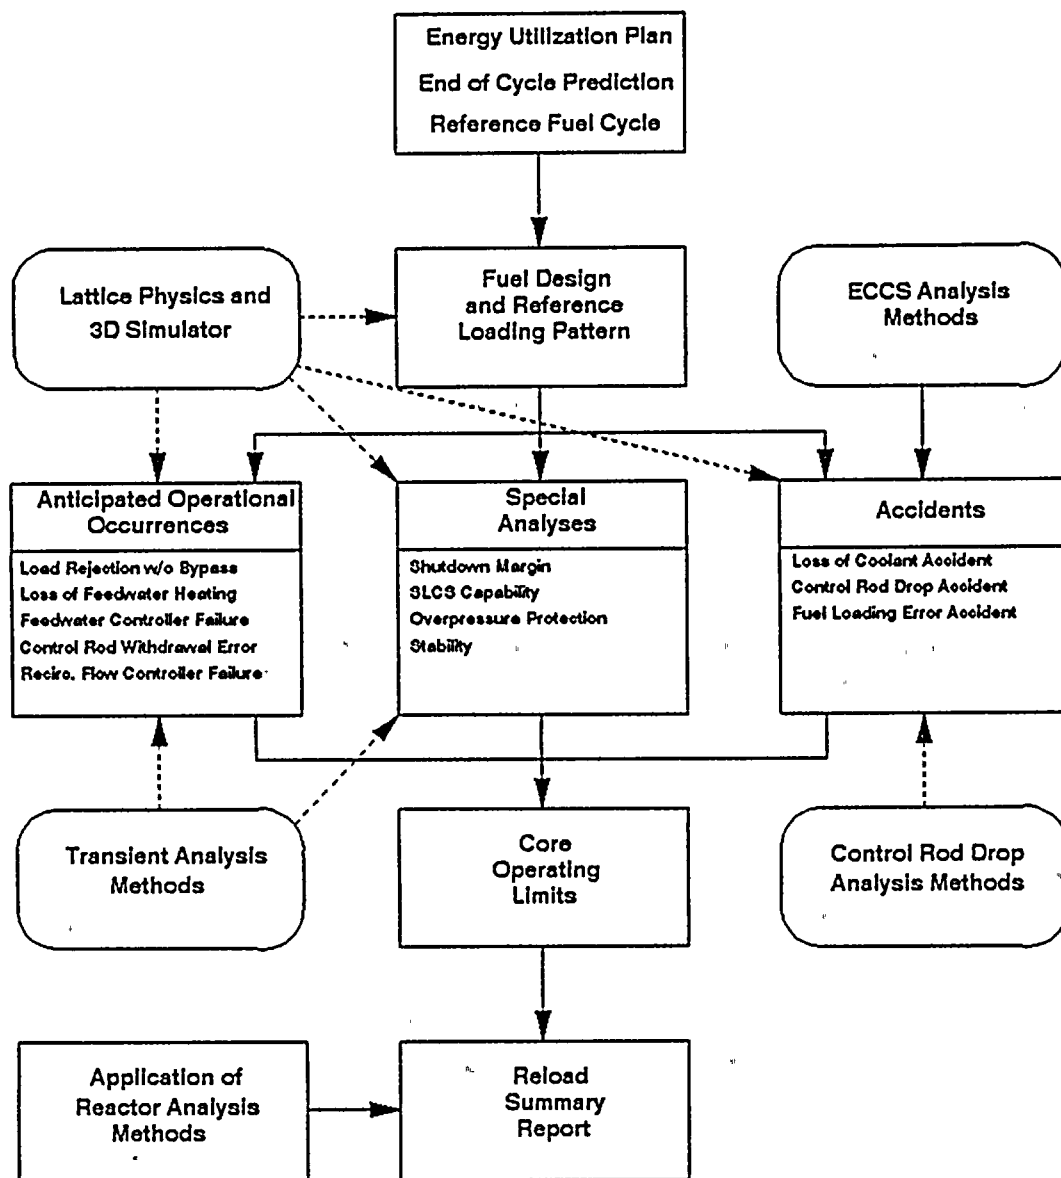 Energy Utilization Plan
End of Cycle Prediction
Reference Fuel Cycle
Lattice Physics and
3D Simulator
Fuel Design
and Reference
Loading Pattern
ECCS Analysis
Methods
Anticipated Operational
Occurrences
Load Rejection w/o Bypass
Loss of Feedwater Heating
Feedwater Controller Failure
Control Rod Withdrawal Error
Recirc. Flow Controller Failure
Special
Analyses
Shutdown Margin
SLCS Capability
Overpressure Protection
Stability
Accidents
Loss of Coolant Accident
Control Rod Drop Accident
Fuel Loading Error Accident
Transient Analysis
Methods
Core
Operating
Limits
Control Rod Drop
Analysis Methods
Application of
Reactor Analysis
Methods
Reload
Summary
Report